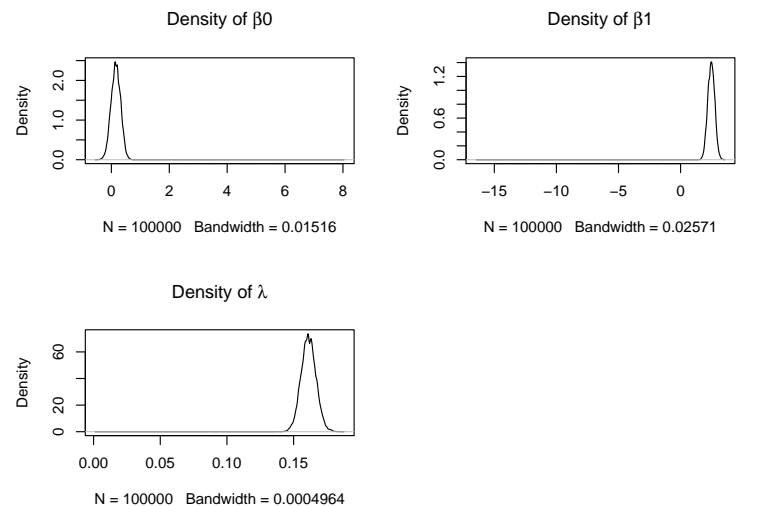 Density of β0
Density
0.0 1.0 2.0
0 2 4 6 8
N = 100000 Bandwidth = 0.01516
Density of β1
Density
0.0 0.6 1.2
−15 −10 −5 0
N = 100000 Bandwidth = 0.02571
Density of λ
Density
0 20 60
0.00 0.05 0.10 0.15
N = 100000 Bandwidth = 0.0004964